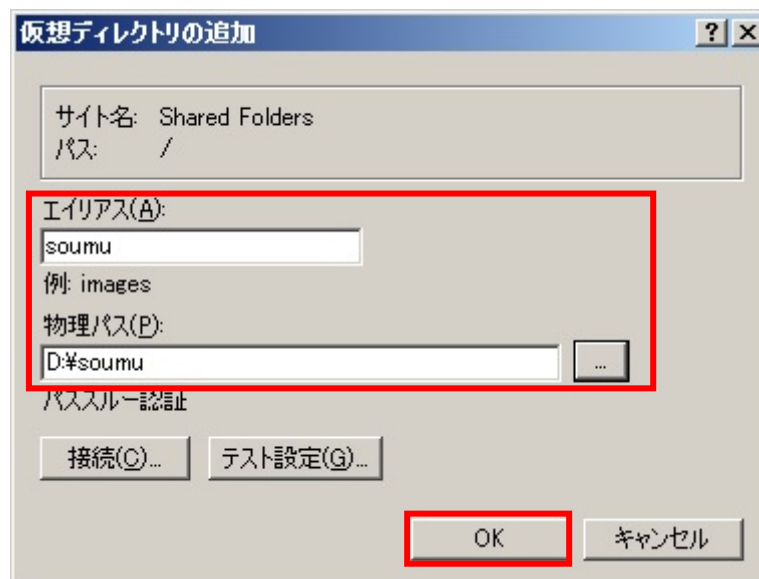 仮想ディレクトリの追加
サイト名: Shared Folders
パス: /
エイリアス(A):
soumu
例: images
物理パス(P):
D:¥soumu
...
パススルー認証
接続(C)... テスト設定(G)...
OK キャンセル